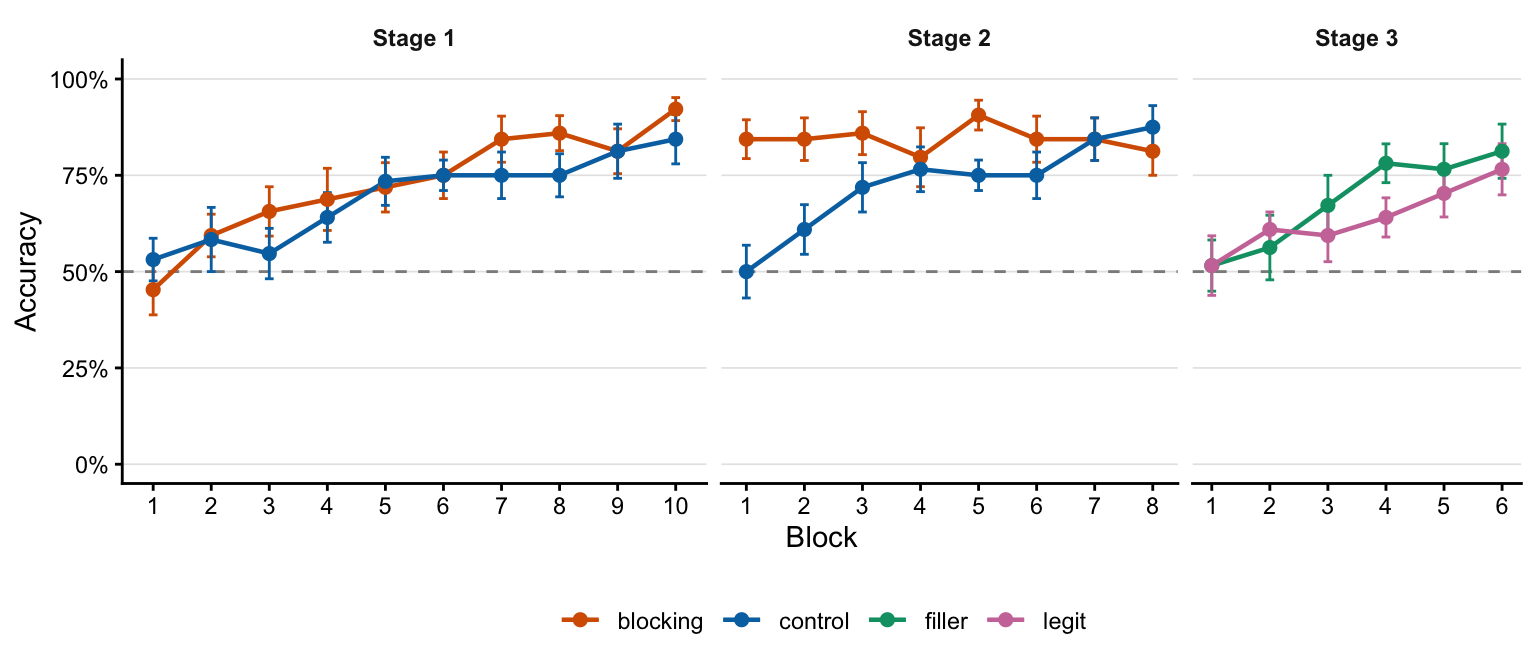 Stage 1 Stage 2 Stage 3
100%
75%
50%
25%
0%
Accuracy
1 2 3 4 5 6 7 8 9 10 1 2 3 4 5 6 7 8 1 2 3 4 5 6
Block
blocking control filler legit